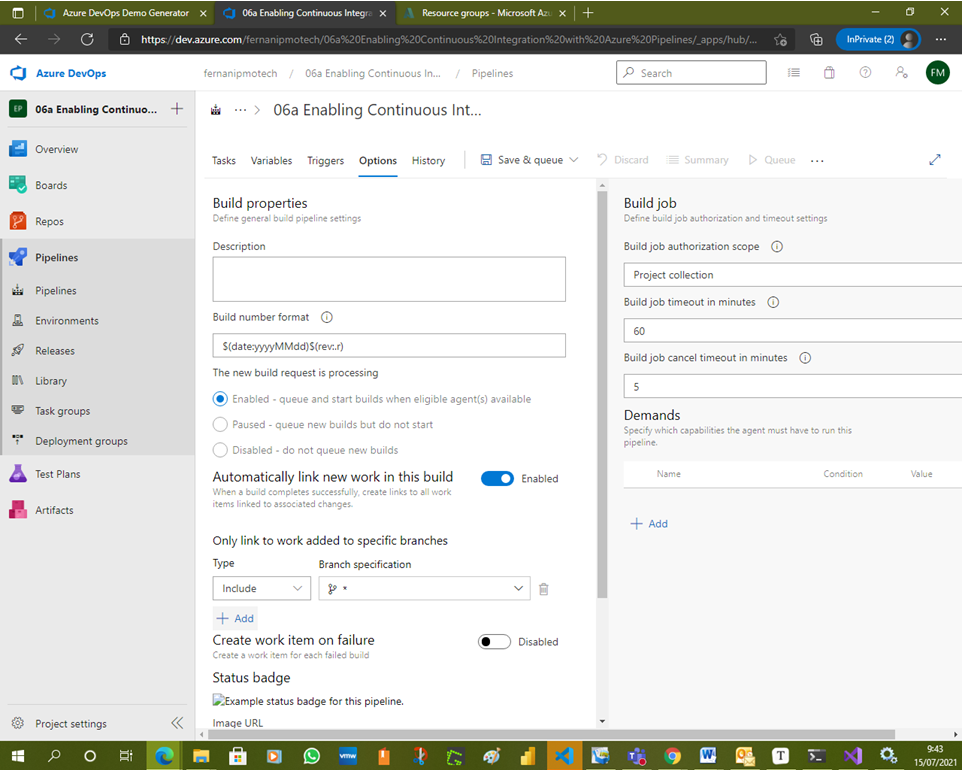 Azure DevOps Demo Generator
06a Enabling Continuous Integra
Resource groups - Microsoft Azu
https://dev.azure.com/fernanipmotech/06a%20Enabling%20Continuous%20Integration%20with%20Azure%20Pipelines/_apps/hub/...
InPrivate (2)
Azure DevOps
fernanipmotech / 06a Enabling Continuous In... / Pipelines
Search
FM
EP
06a Enabling Continuo...
06a Enabling Continuous Int...
Overview
Boards
Repos
Pipelines
Pipelines
Environments
Releases
Library
Task groups
Deployment groups
Test Plans
Artifacts
Project settings
Tasks
Variables
Triggers
Options
History
Save & queue
Discard
Summary
Queue
Build properties
Define general build pipeline settings
Description
Build number format
$(date:yyyyMMdd)$(rev:.r)
The new build request is processing
Enabled - queue and start builds when eligible agent(s) available
Paused - queue new builds but do not start
Disabled - do not queue new builds
Automatically link new work in this build
Enabled
When a build completes successfully, create links to all work
items linked to associated changes.
Only link to work added to specific branches
Type
Branch specification
Include
*
Add
Create work item on failure
Disabled
Create a work item for each failed build
Status badge
Example status badge for this pipeline.
Image URL
Build job
Define build job authorization and timeout settings
Build job authorization scope
Project collection
Build job timeout in minutes
60
Build job cancel timeout in minutes
5
Demands
Specify which capabilities the agent must have to run this
pipeline.
Name
Condition
Value
Add
vmw
T
9:43
15/07/2021